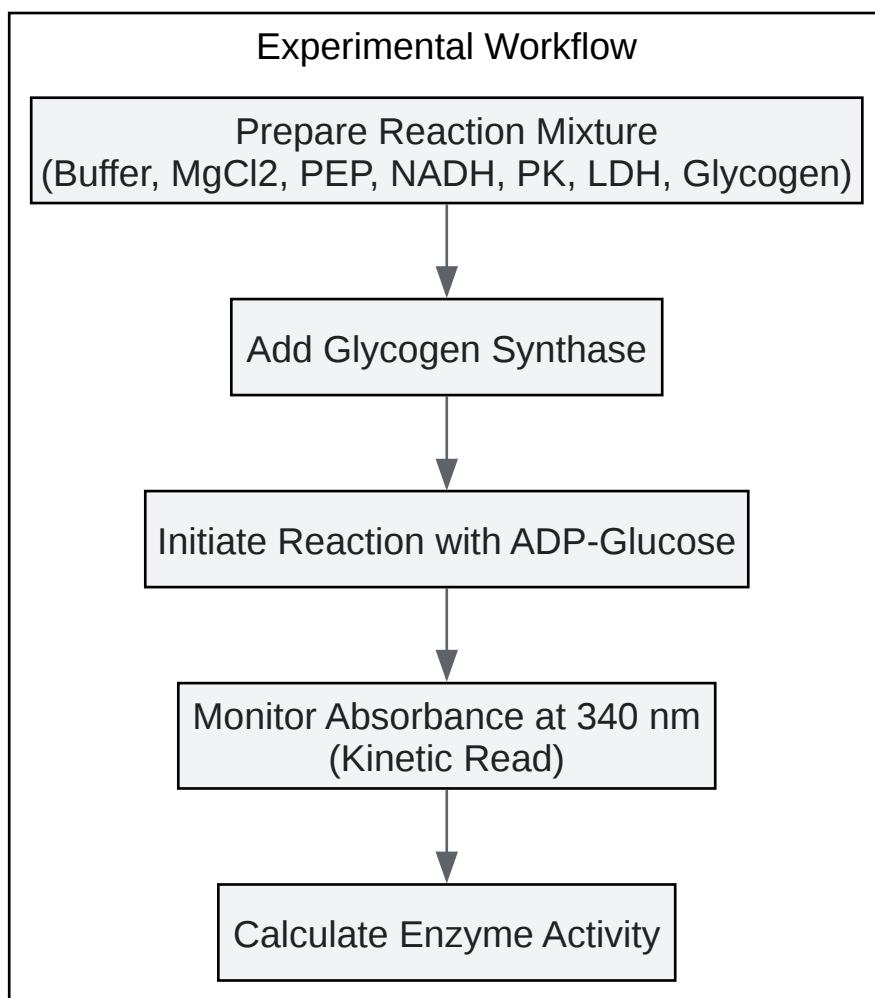 Experimental Workflow
Prepare Reaction Mixture
(Buffer, MgCl2, PEP, NADH, PK, LDH, Glycogen)
Add Glycogen Synthase
Initiate Reaction with ADP-Glucose
Monitor Absorbance at 340 nm
(Kinetic Read)
Calculate Enzyme Activity